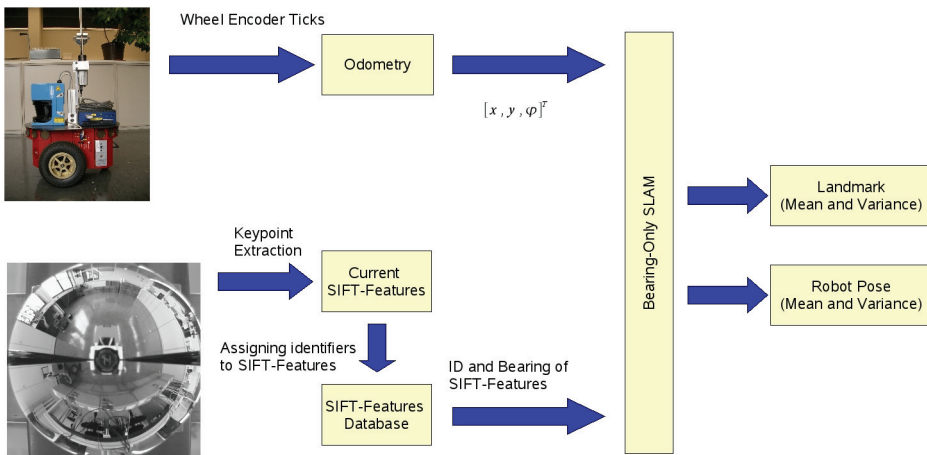 Wheel Encoder Ticks
Odometry
[x , y , φ]ᵀ
Bearing-Only SLAM
Landmark
(Mean and Variance)
Robot Pose
(Mean and Variance)
Keypoint
Extraction
Current
SIFT-Features
Assigning identifiers
to SIFT-Features
SIFT-Features
Database
ID and Bearing of
SIFT-Features